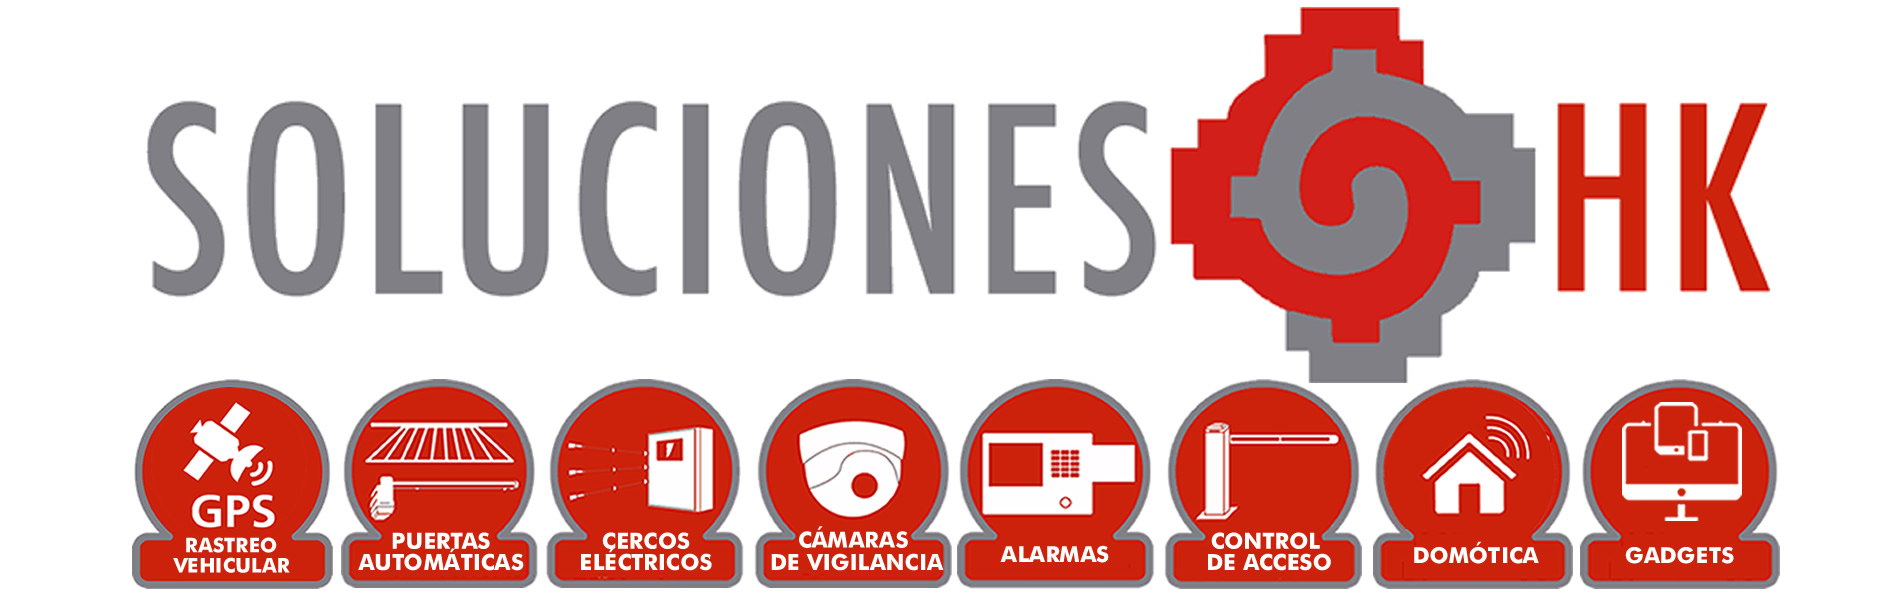 SOLUCIONES HK
GPS
RASTREO
VEHICULAR
PUERTAS
AUTOMÁTICAS
CERCOS
ELÉCTRICOS
CÁMARAS
DE VIGILANCIA
ALARMAS
CONTROL
DE ACCESO
DOMÓTICA
GADGETS